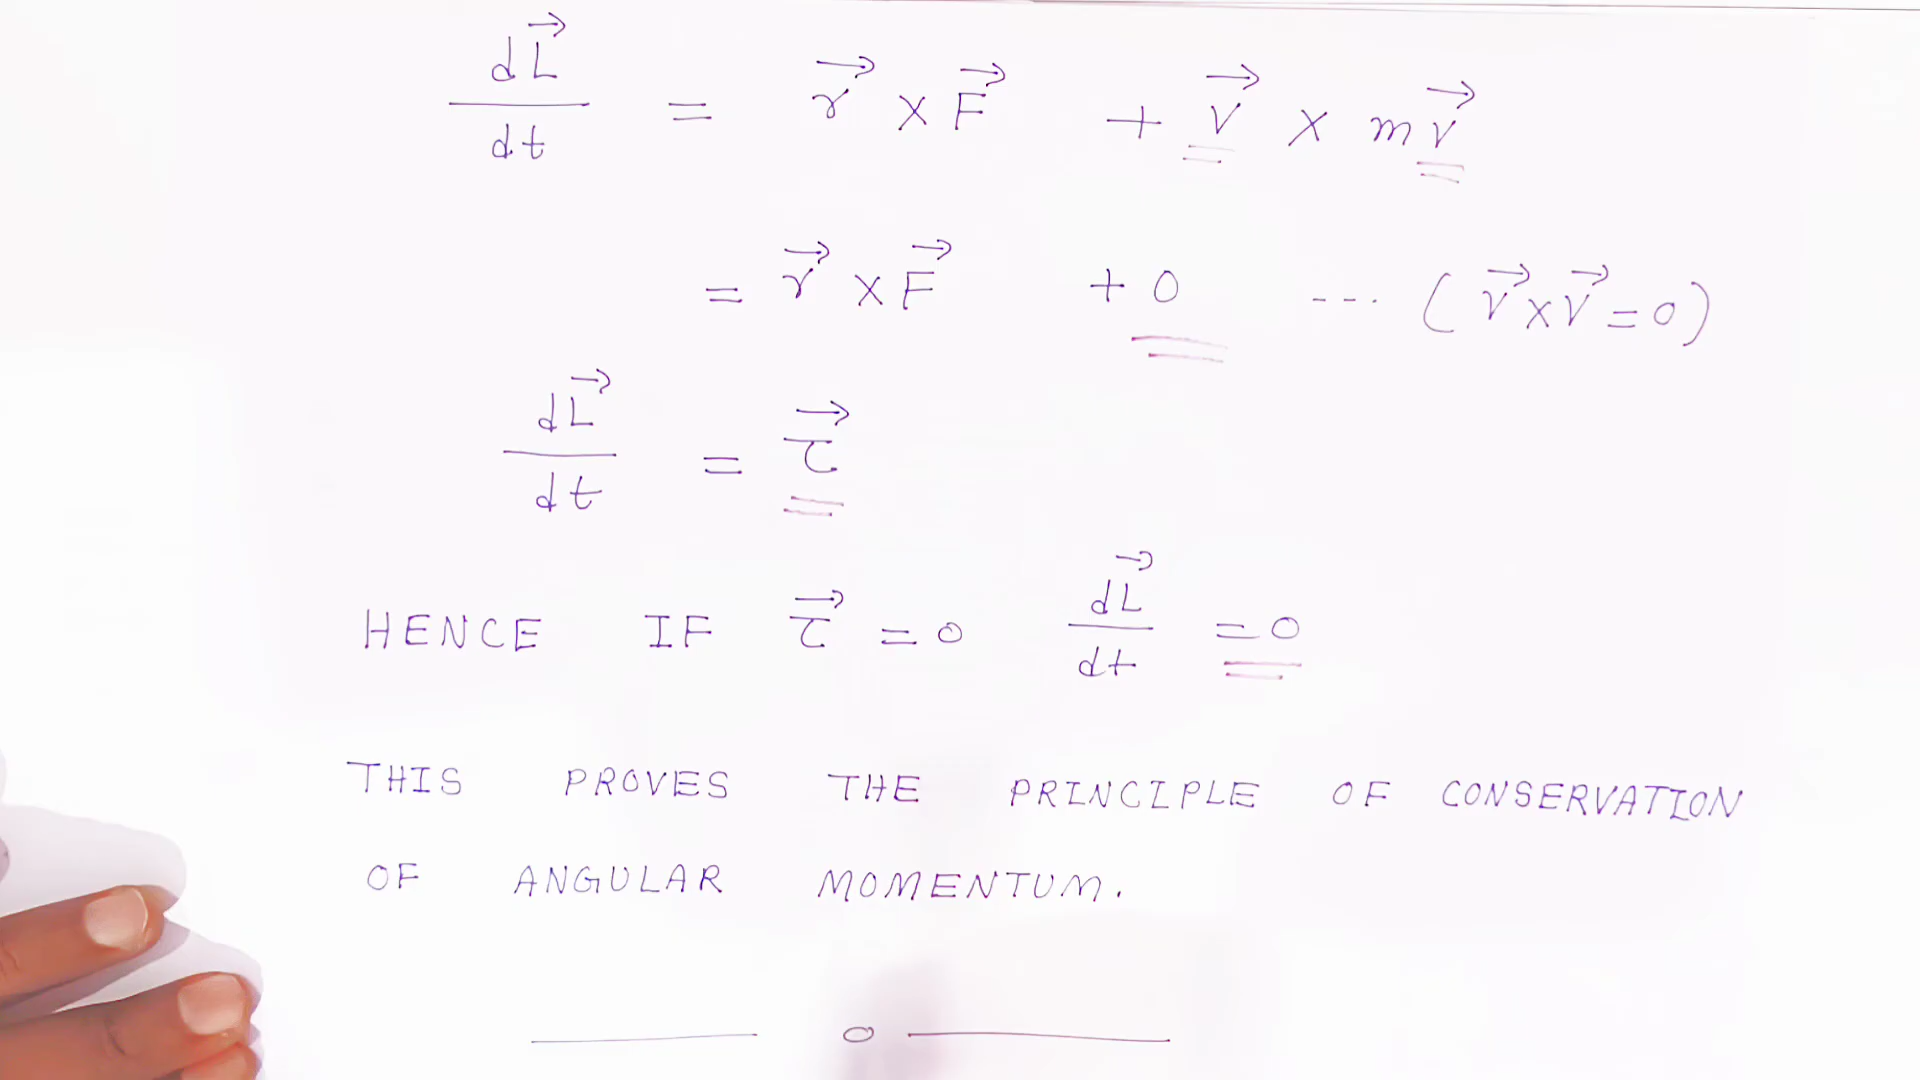 dL⃗/dt = r⃗ × F⃗ + v⃗ × mv⃗
= r⃗ × F⃗ + 0 --- (v⃗ × v⃗ = 0)
dL⃗/dt = τ⃗
HENCE IF τ⃗ = 0 dL⃗/dt = 0
THIS PROVES THE PRINCIPLE OF CONSERVATION
OF ANGULAR MOMENTUM.
——— o ———